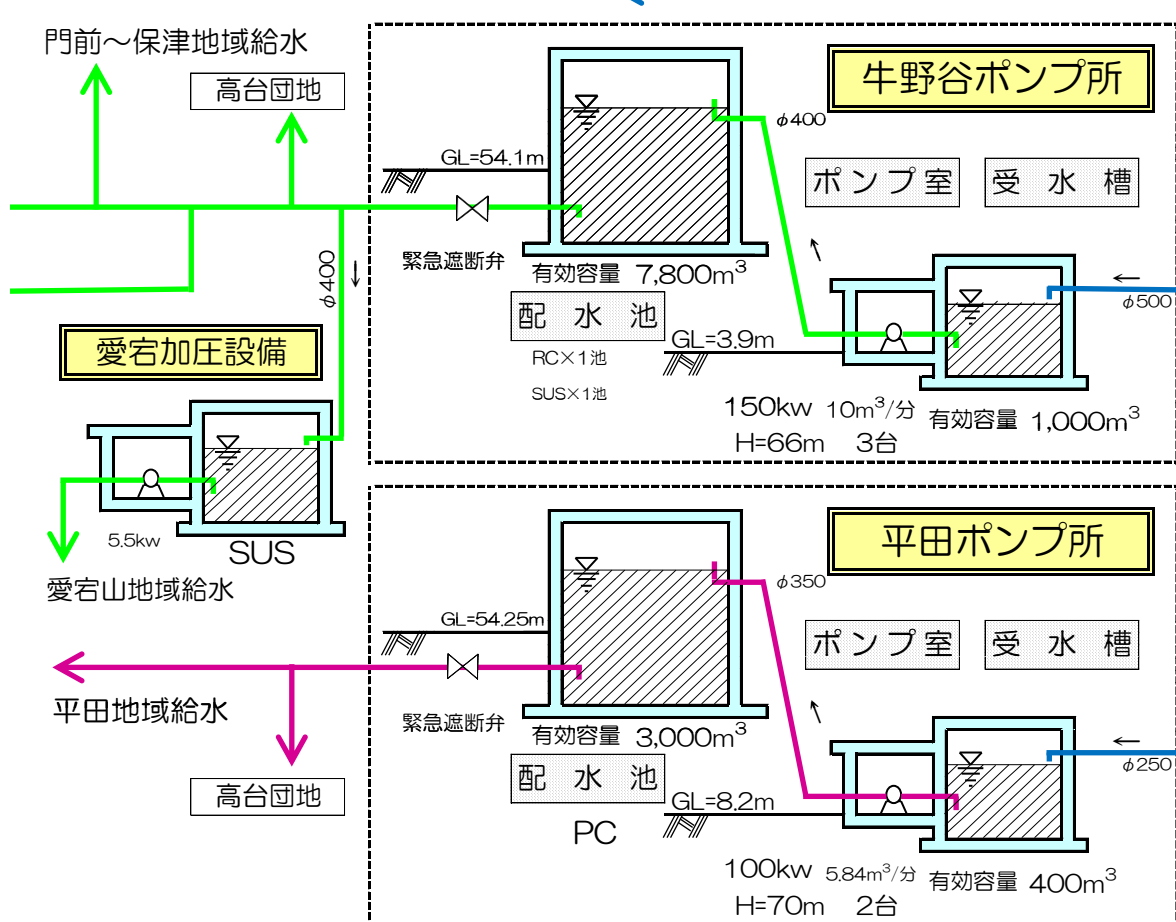 門前～保津地域給水
高台団地
牛野谷ポンプ所
φ400
GL=54.1m
ポンプ室
受水槽
緊急遮断弁
有効容量 7,800m³
φ400
配水池
φ500
愛宕加圧設備
RC×1池
GL=3.9m
SUS×1池
150kw 10m³/分
有効容量 1,000m³
H=66m 3台
5.5kw
SUS
愛宕山地域給水
平田ポンプ所
φ350
GL=54.25m
ポンプ室
受水槽
平田地域給水
緊急遮断弁
有効容量 3,000m³
配水池
φ250
高台団地
GL=8.2m
PC
100kw 5.84m³/分
有効容量 400m³
H=70m 2台